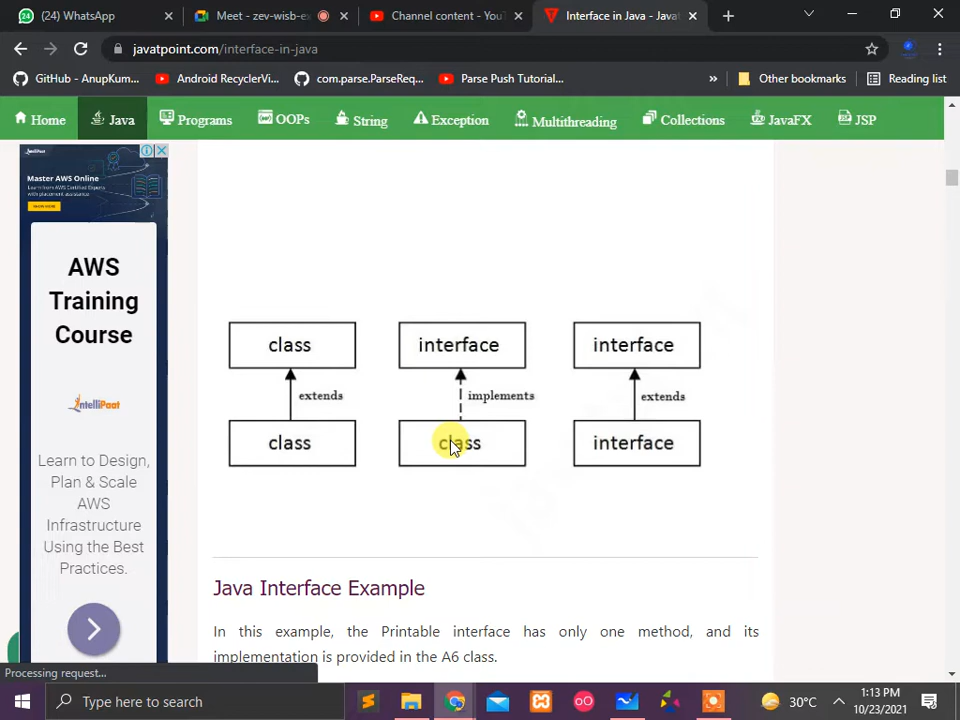 (24) WhatsApp
Meet - zev-wisb-e
Channel content - YouT
Interface in Java - Javat
javatpoint.com/interface-in-java
GitHub - AnupKum...
Android RecyclerVi...
com.parse.ParseReq...
Parse Push Tutorial...
»
Other bookmarks
Reading list
Home
Java
Programs
OOPs
String
Exception
Multithreading
Collections
JavaFX
JSP
Master AWS Online
AWS
Training
Course
INTELLIPAAT
Learn to Design,
Plan & Scale
AWS
Infrastructure
Using the Best
Practices.
class
interface
interface
extends
implements
extends
class
class
interface
Java Interface Example
In this example, the Printable interface has only one method, and its
implementation is provided in the A6 class.
Processing request...
Type here to search
30°C
1:13 PM
10/23/2021